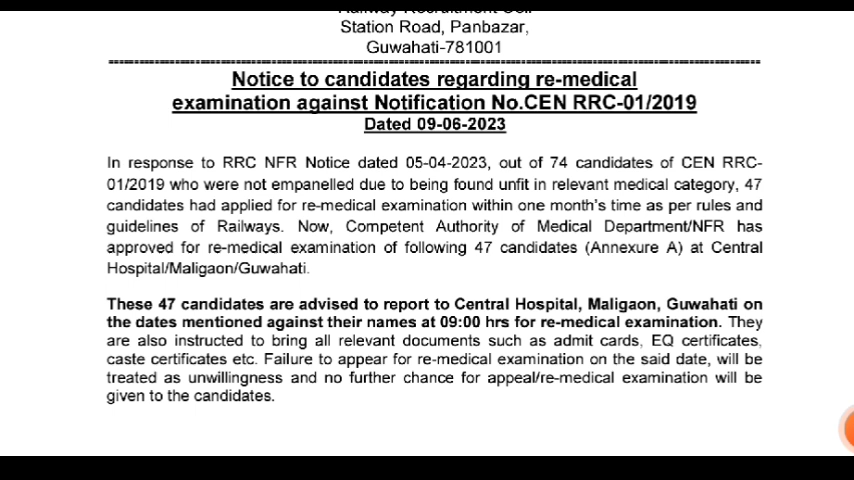 Railway Recruitment Cell
Station Road, Panbazar,
Guwahati-781001
Notice to candidates regarding re-medical
examination against Notification No.CEN RRC-01/2019
Dated 09-06-2023
In response to RRC NFR Notice dated 05-04-2023, out of 74 candidates of CEN RRC-
01/2019 who were not empanelled due to being found unfit in relevant medical category, 47
candidates had applied for re-medical examination within one month's time as per rules and
guidelines of Railways. Now, Competent Authority of Medical Department/NFR has
approved for re-medical examination of following 47 candidates (Annexure A) at Central
Hospital/Maligaon/Guwahati.
These 47 candidates are advised to report to Central Hospital, Maligaon, Guwahati on
the dates mentioned against their names at 09:00 hrs for re-medical examination. They
are also instructed to bring all relevant documents such as admit cards, EQ certificates,
caste certificates etc. Failure to appear for re-medical examination on the said date, will be
treated as unwillingness and no further chance for appeal/re-medical examination will be
given to the candidates.